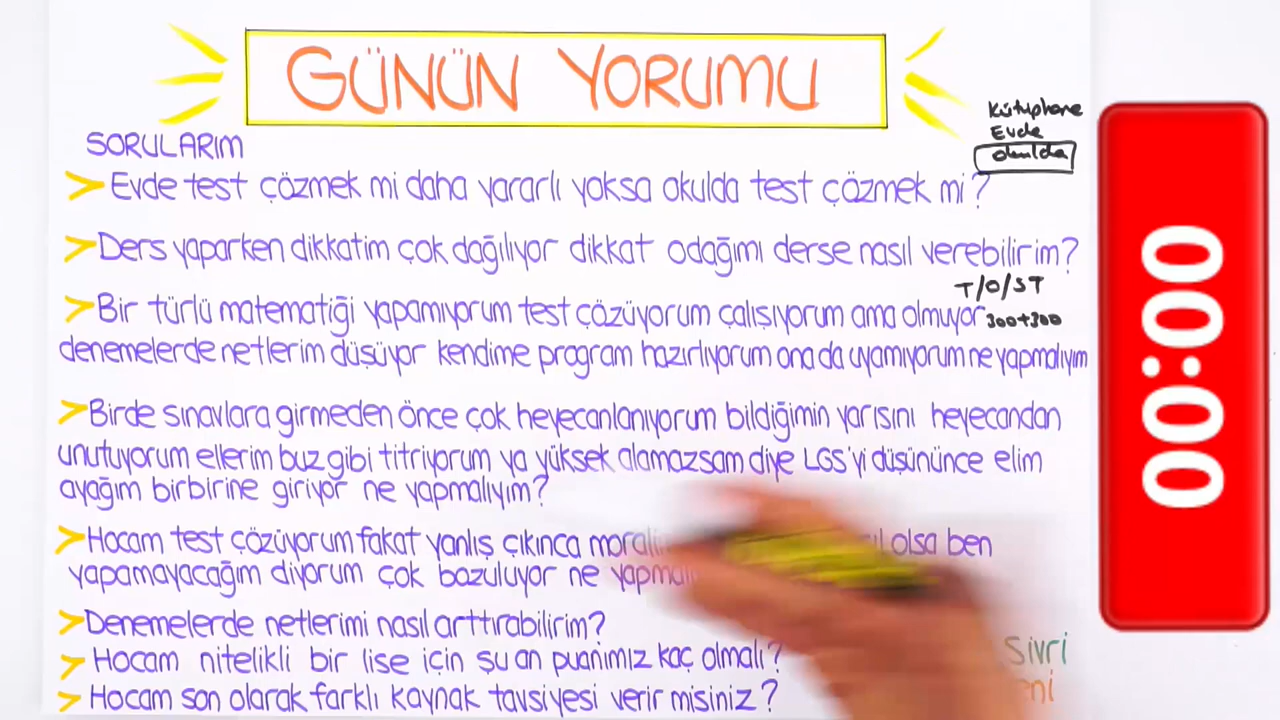 GÜNÜN YORUMU
Kütüphane
Evde
okulda
SORULARIM
Evde test çözmek mi daha yararlı yoksa okulda test çözmek mi?
Ders yaparken dikkatim çok dağılıyor dikkat odağımı derse nasıl verebilirim?
T/O/ST
Bir türlü matematiği yapamıyorum test çözüyorum çalışıyorum ama olmuyor
300+300
denemelerde netlerim düşüyor kendime program hazırlıyorum ona da uyamıyorum ne yapmalıyım
Birde sınavlara girmeden önce çok heyecanlanıyorum bildiğimin yarısını heyecandan
unutuyorum ellerim buz gibi titriyorum ya yüksek alamazsam diye LGS'yi düşününce elim
ayağım birbirine giriyor ne yapmalıyım?
Hocam test çözüyorum fakat yanlış çıkınca olsa ben
yapamayacağım diyorum çok bozuluyor ne
Denemelerde netlerimi nasıl arttırabilirim?
Hocam nitelikli bir lise için şu an puanımız kaç olmalı?
Sivri
Hocam son olarak farklı kaynak tavsiyesi verir misiniz?
00:00